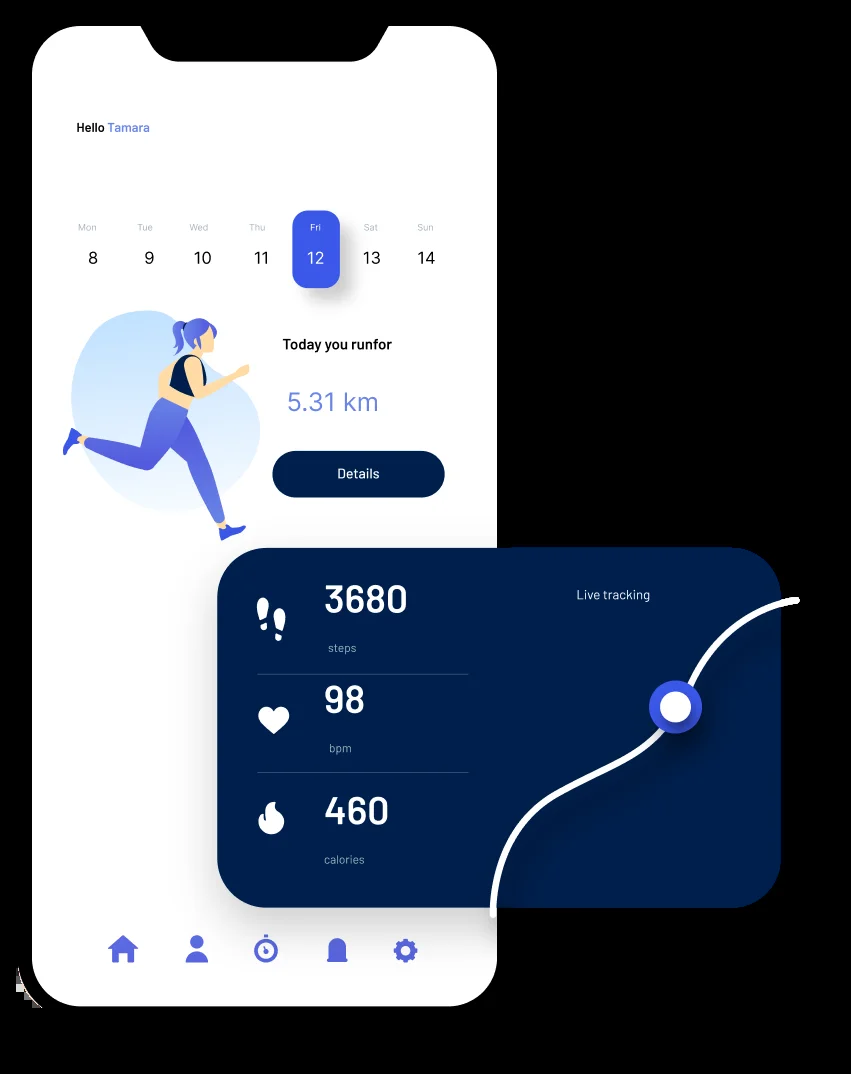 Hello Tamara
Mon Tue Wed Thu Fri Sat Sun
8 9 10 11 12 13 14
Today you runfor
5.31 km
Details
3680
steps
98
bpm
460
calories
Live tracking